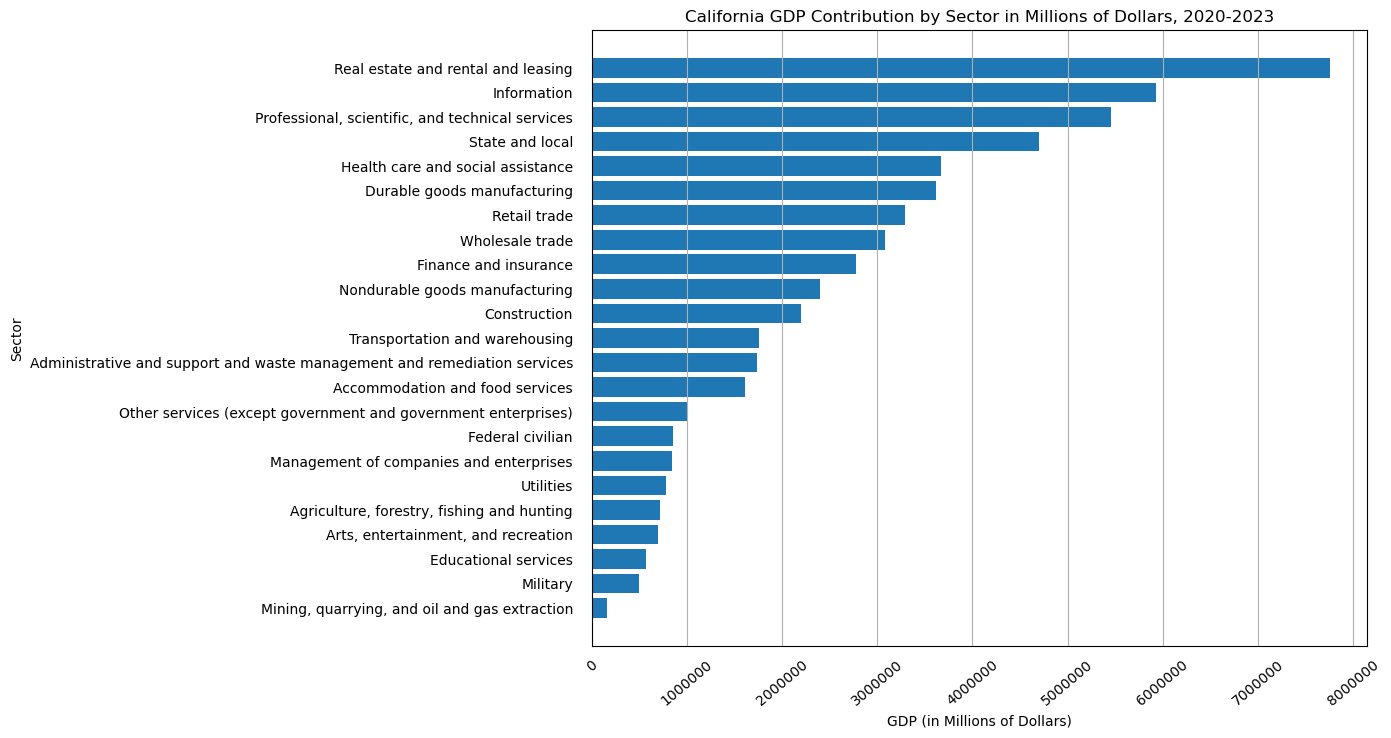 California GDP Contribution by Sector in Millions of Dollars, 2020-2023
Sector
Real estate and rental and leasing
Information
Professional, scientific, and technical services
State and local
Health care and social assistance
Durable goods manufacturing
Retail trade
Wholesale trade
Finance and insurance
Nondurable goods manufacturing
Construction
Transportation and warehousing
Administrative and support and waste management and remediation services
Accommodation and food services
Other services (except government and government enterprises)
Federal civilian
Management of companies and enterprises
Utilities
Agriculture, forestry, fishing and hunting
Arts, entertainment, and recreation
Educational services
Military
Mining, quarrying, and oil and gas extraction
0
1000000
2000000
3000000
4000000
5000000
6000000
7000000
8000000
GDP (in Millions of Dollars)